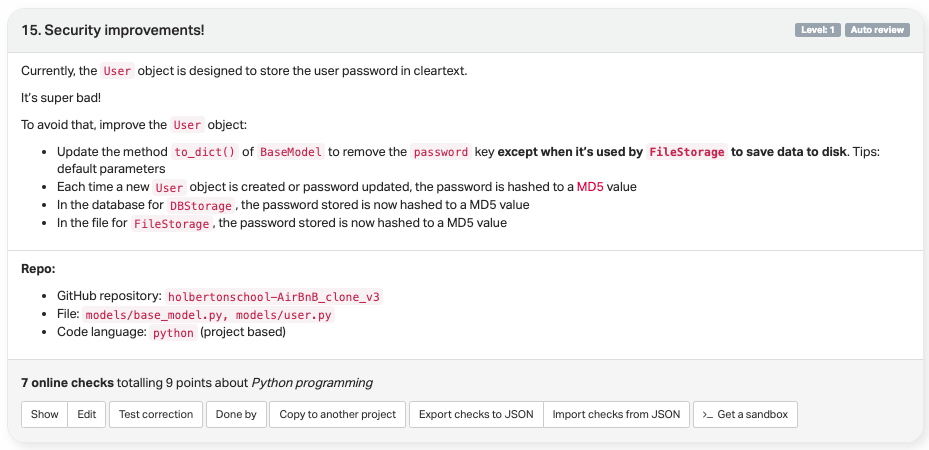 15. Security improvements!
Level: 1
Auto review
Currently, the User object is designed to store the user password in cleartext.
It's super bad!
To avoid that, improve the User object:
• Update the method to_dict() of BaseModel to remove the password key except when it's used by FileStorage to save data to disk. Tips:
default parameters
• Each time a new User object is created or password updated, the password is hashed to a MD5 value
• In the database for DBStorage, the password stored is now hashed to a MD5 value
• In the file for FileStorage, the password stored is now hashed to a MD5 value
Repo:
• GitHub repository: holbertonschool-AirBnB_clone_v3
• File: models/base_model.py, models/user.py
• Code language: python (project based)
7 online checks totalling 9 points about Python programming
Show Edit Test correction Done by Copy to another project Export checks to JSON Import checks from JSON >_ Get a sandbox